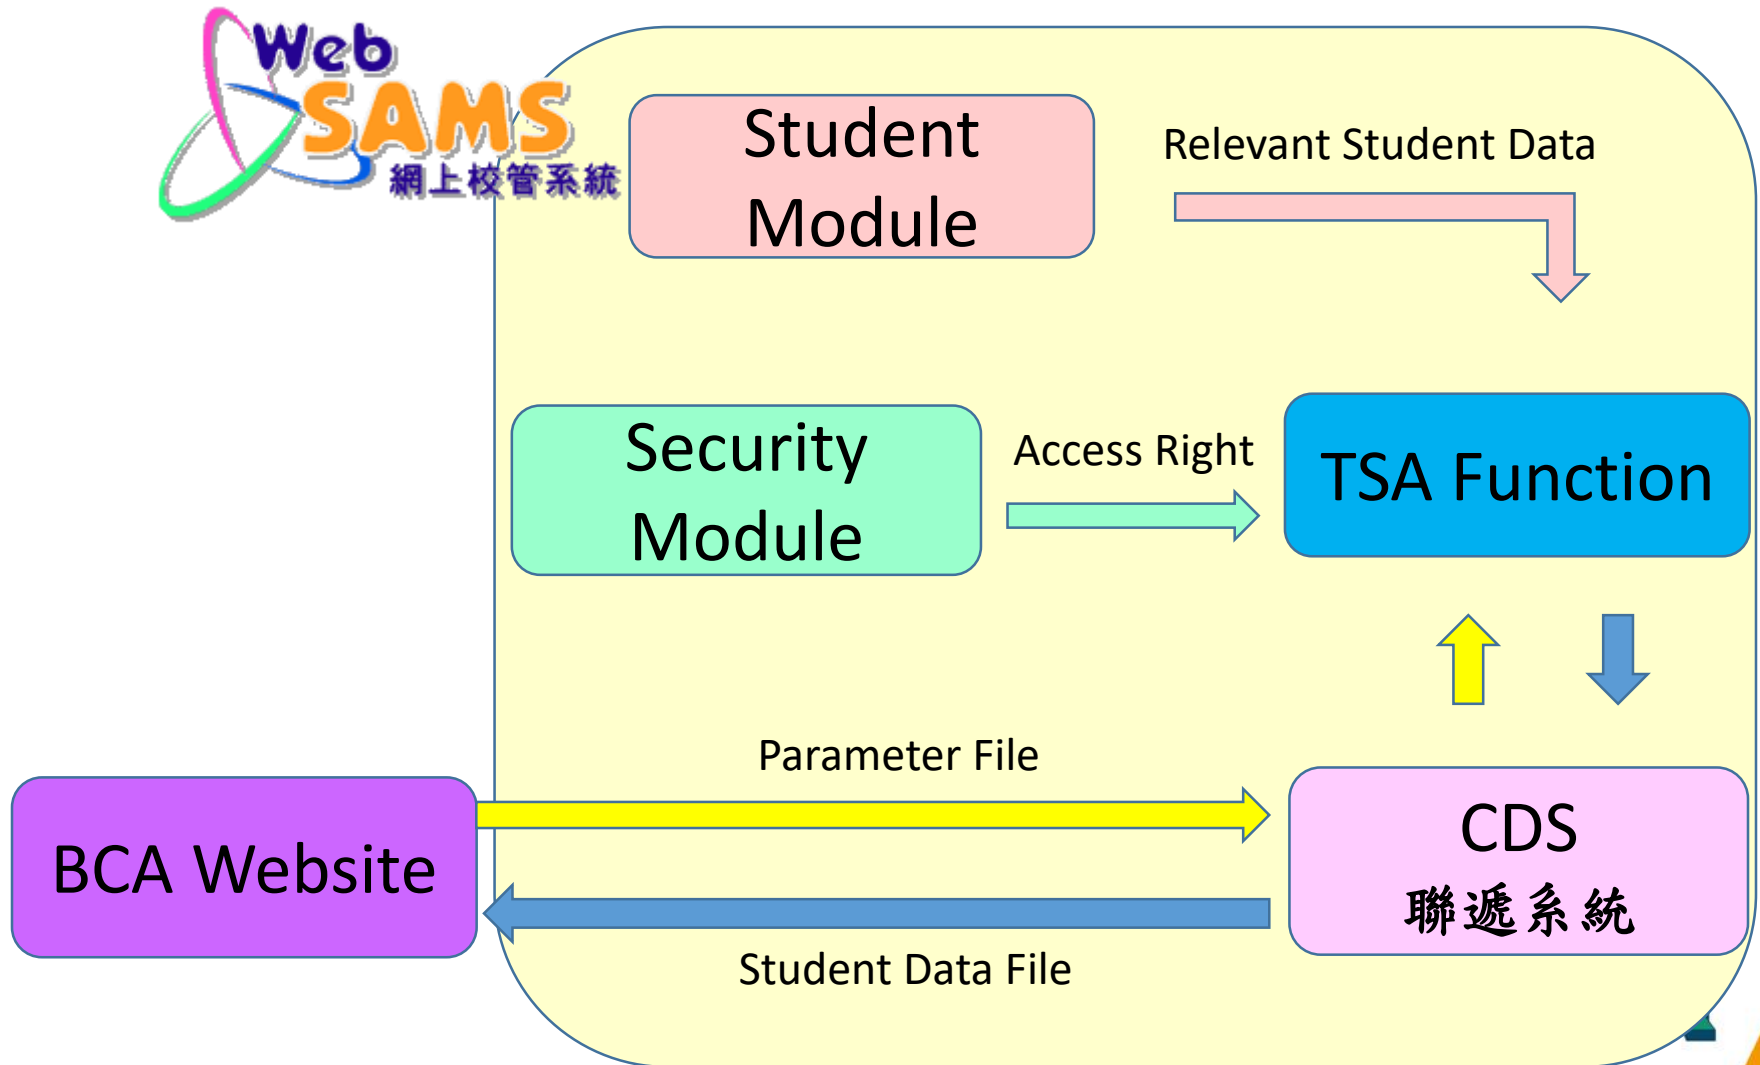 Web
SAMS
網上校管系統
Student
Module
Relevant Student Data
Security
Module
Access Right
TSA Function
Parameter File
BCA Website
CDS
聯遞系統
Student Data File